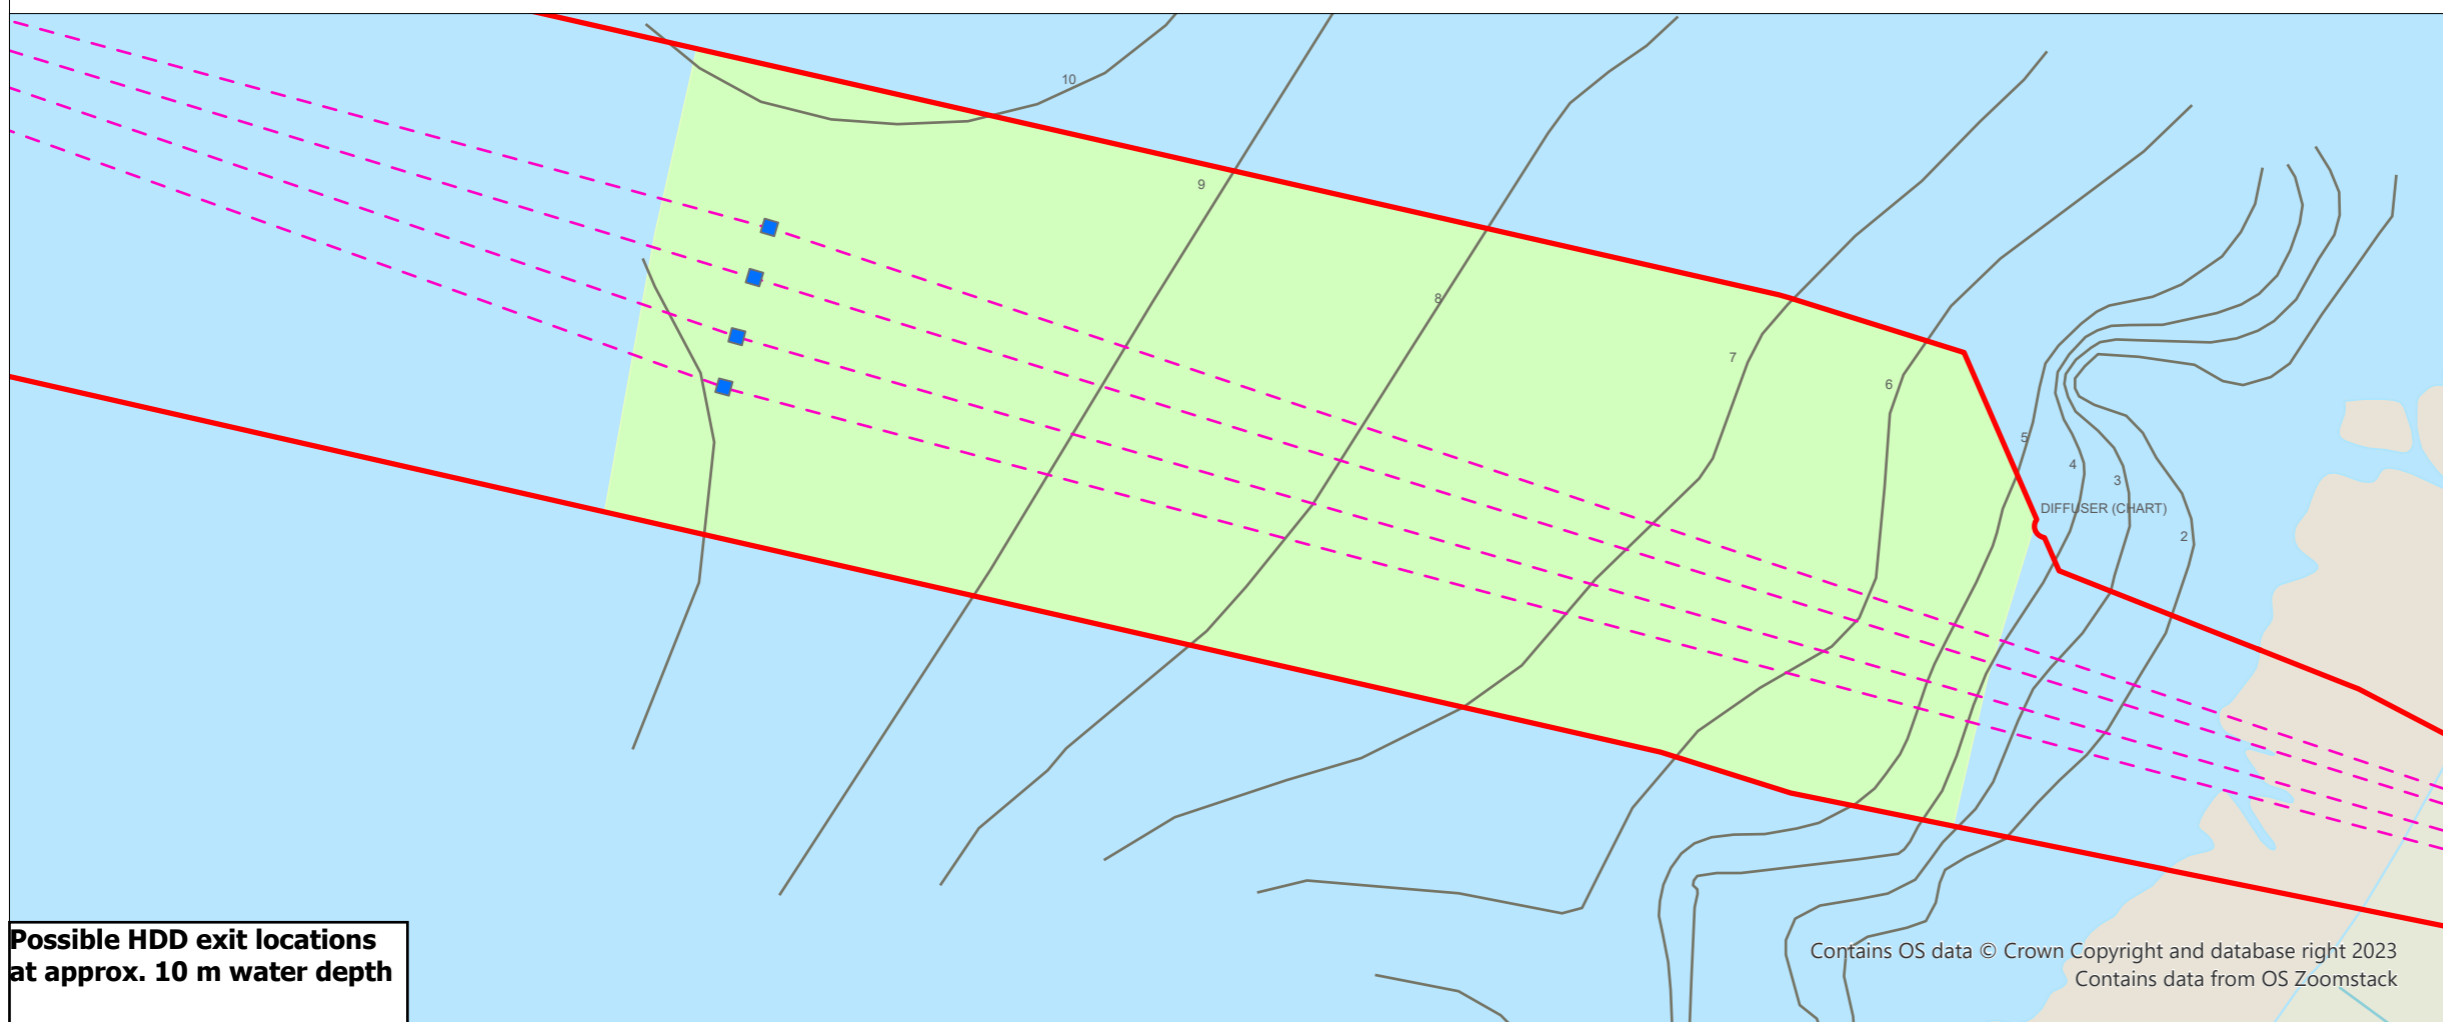 10
9
8
7
6
5
4
3
DIFFUSER (CHART)
2
Possible HDD exit locations
at approx. 10 m water depth
Contains OS data © Crown Copyright and database right 2023
Contains data from OS Zoomstack